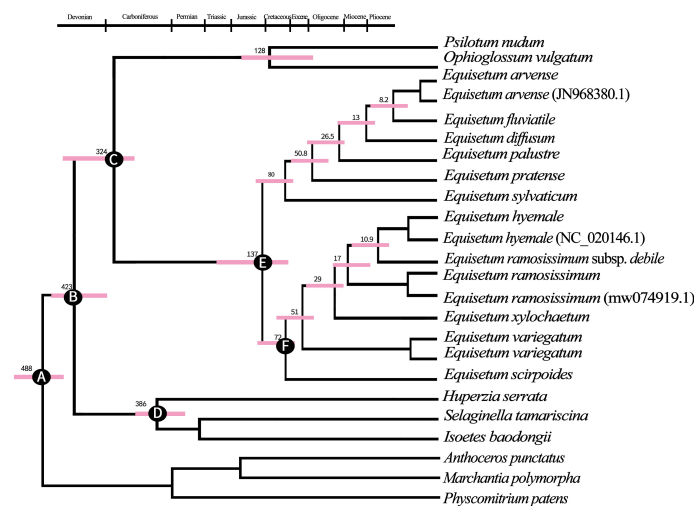 Devonian Carboniferous Permian Triassic Jurassic Cretaceous Eocene Oligocene Miocene Pliocene
Psilotum nudum
128
Ophioglossum vulgatum
Equisetum arvense
Equisetum arvense (JN968380.1)
8.2
Equisetum fluviatile
13
Equisetum diffusum
26.5
Equisetum palustre
324
C
50.8
Equisetum pratense
80
Equisetum sylvaticum
Equisetum hyemale
Equisetum hyemale (NC_020146.1)
10.9
137
E
17
Equisetum ramosissimum subsp. debile
Equisetum ramosissimum
423
B
29
Equisetum ramosissimum (mw074919.1)
51
Equisetum xylochaetum
72
F
Equisetum variegatum
Equisetum variegatum
488
A
Equisetum scirpoides
386
D
Huperzia serrata
Selaginella tamariscina
Isoetes baodongii
Anthoceros punctatus
Marchantia polymorpha
Physcomitrium patens